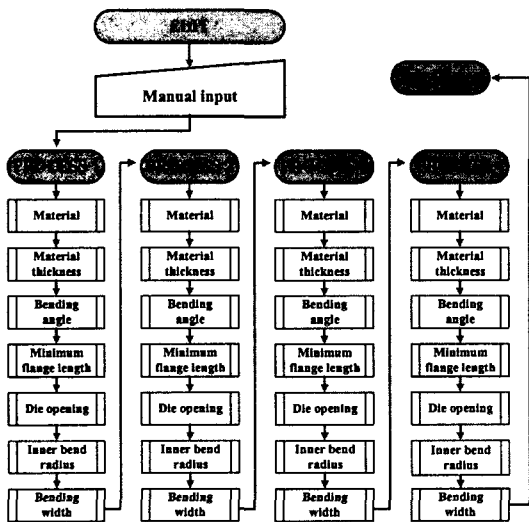 Manual input
Material
Material
thickness
Bending
angle
Minimum
flange length
Die opening
Inner bend
radius
Bending
width
Material
Material
thickness
Bending
angle
Minimum
flange length
Die opening
Inner bend
radius
Bending
width
Material
Material
thickness
Bending
angle
Minimum
flange length
Die opening
Inner bend
radius
Bending
width
Material
Material
thickness
Bending
angle
Minimum
flange length
Die opening
Inner bend
radius
Bending
width